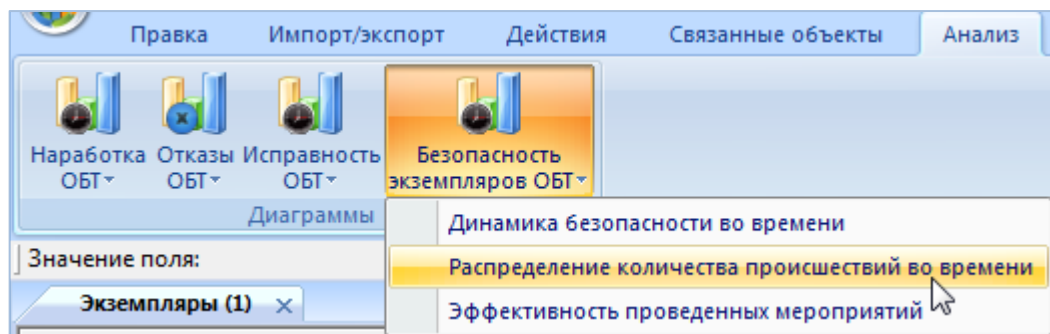 Правка Импорт/экспорт Действия Связанные объекты Анализ
Наработка ОБТ
Отказы ОБТ
Исправность ОБТ
Безопасность экземпляров ОБТ
Диаграммы
Динамика безопасности во времени
Значение поля:
Распределение количества происшествий во времени
Экземпляры (1)
Эффективность проведенных мероприятий